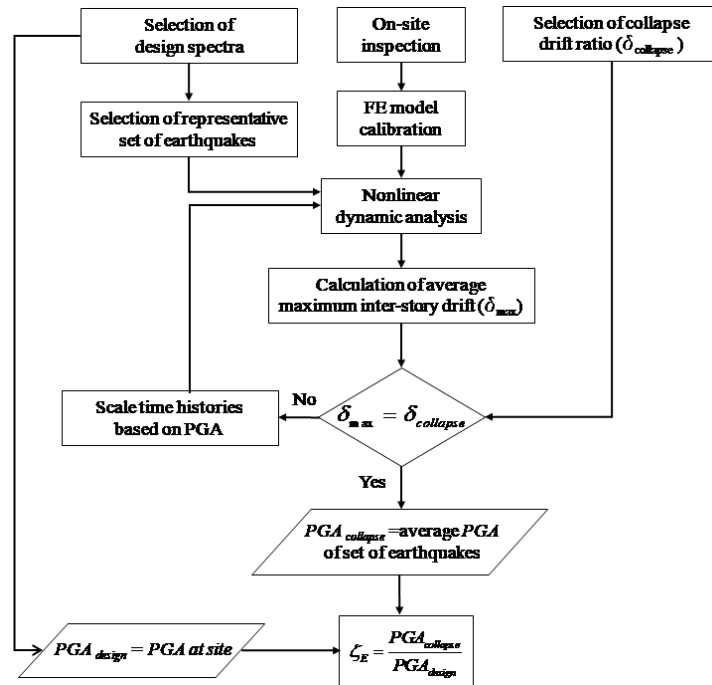 Selection of
design spectra
On-site
inspection
Selection of collapse
drift ratio (δcollapse)
Selection of representative
set of earthquakes
FE model
calibration
Nonlinear
dynamic analysis
Calculation of average
maximum inter-story drift (δmax)
Scale time histories
based on PGA
No
δmax = δcollapse
Yes
PGAcollapse=average PGA
of set of earthquakes
PGAdesign = PGA at site
ζE = PGAcollapse
PGAdesign